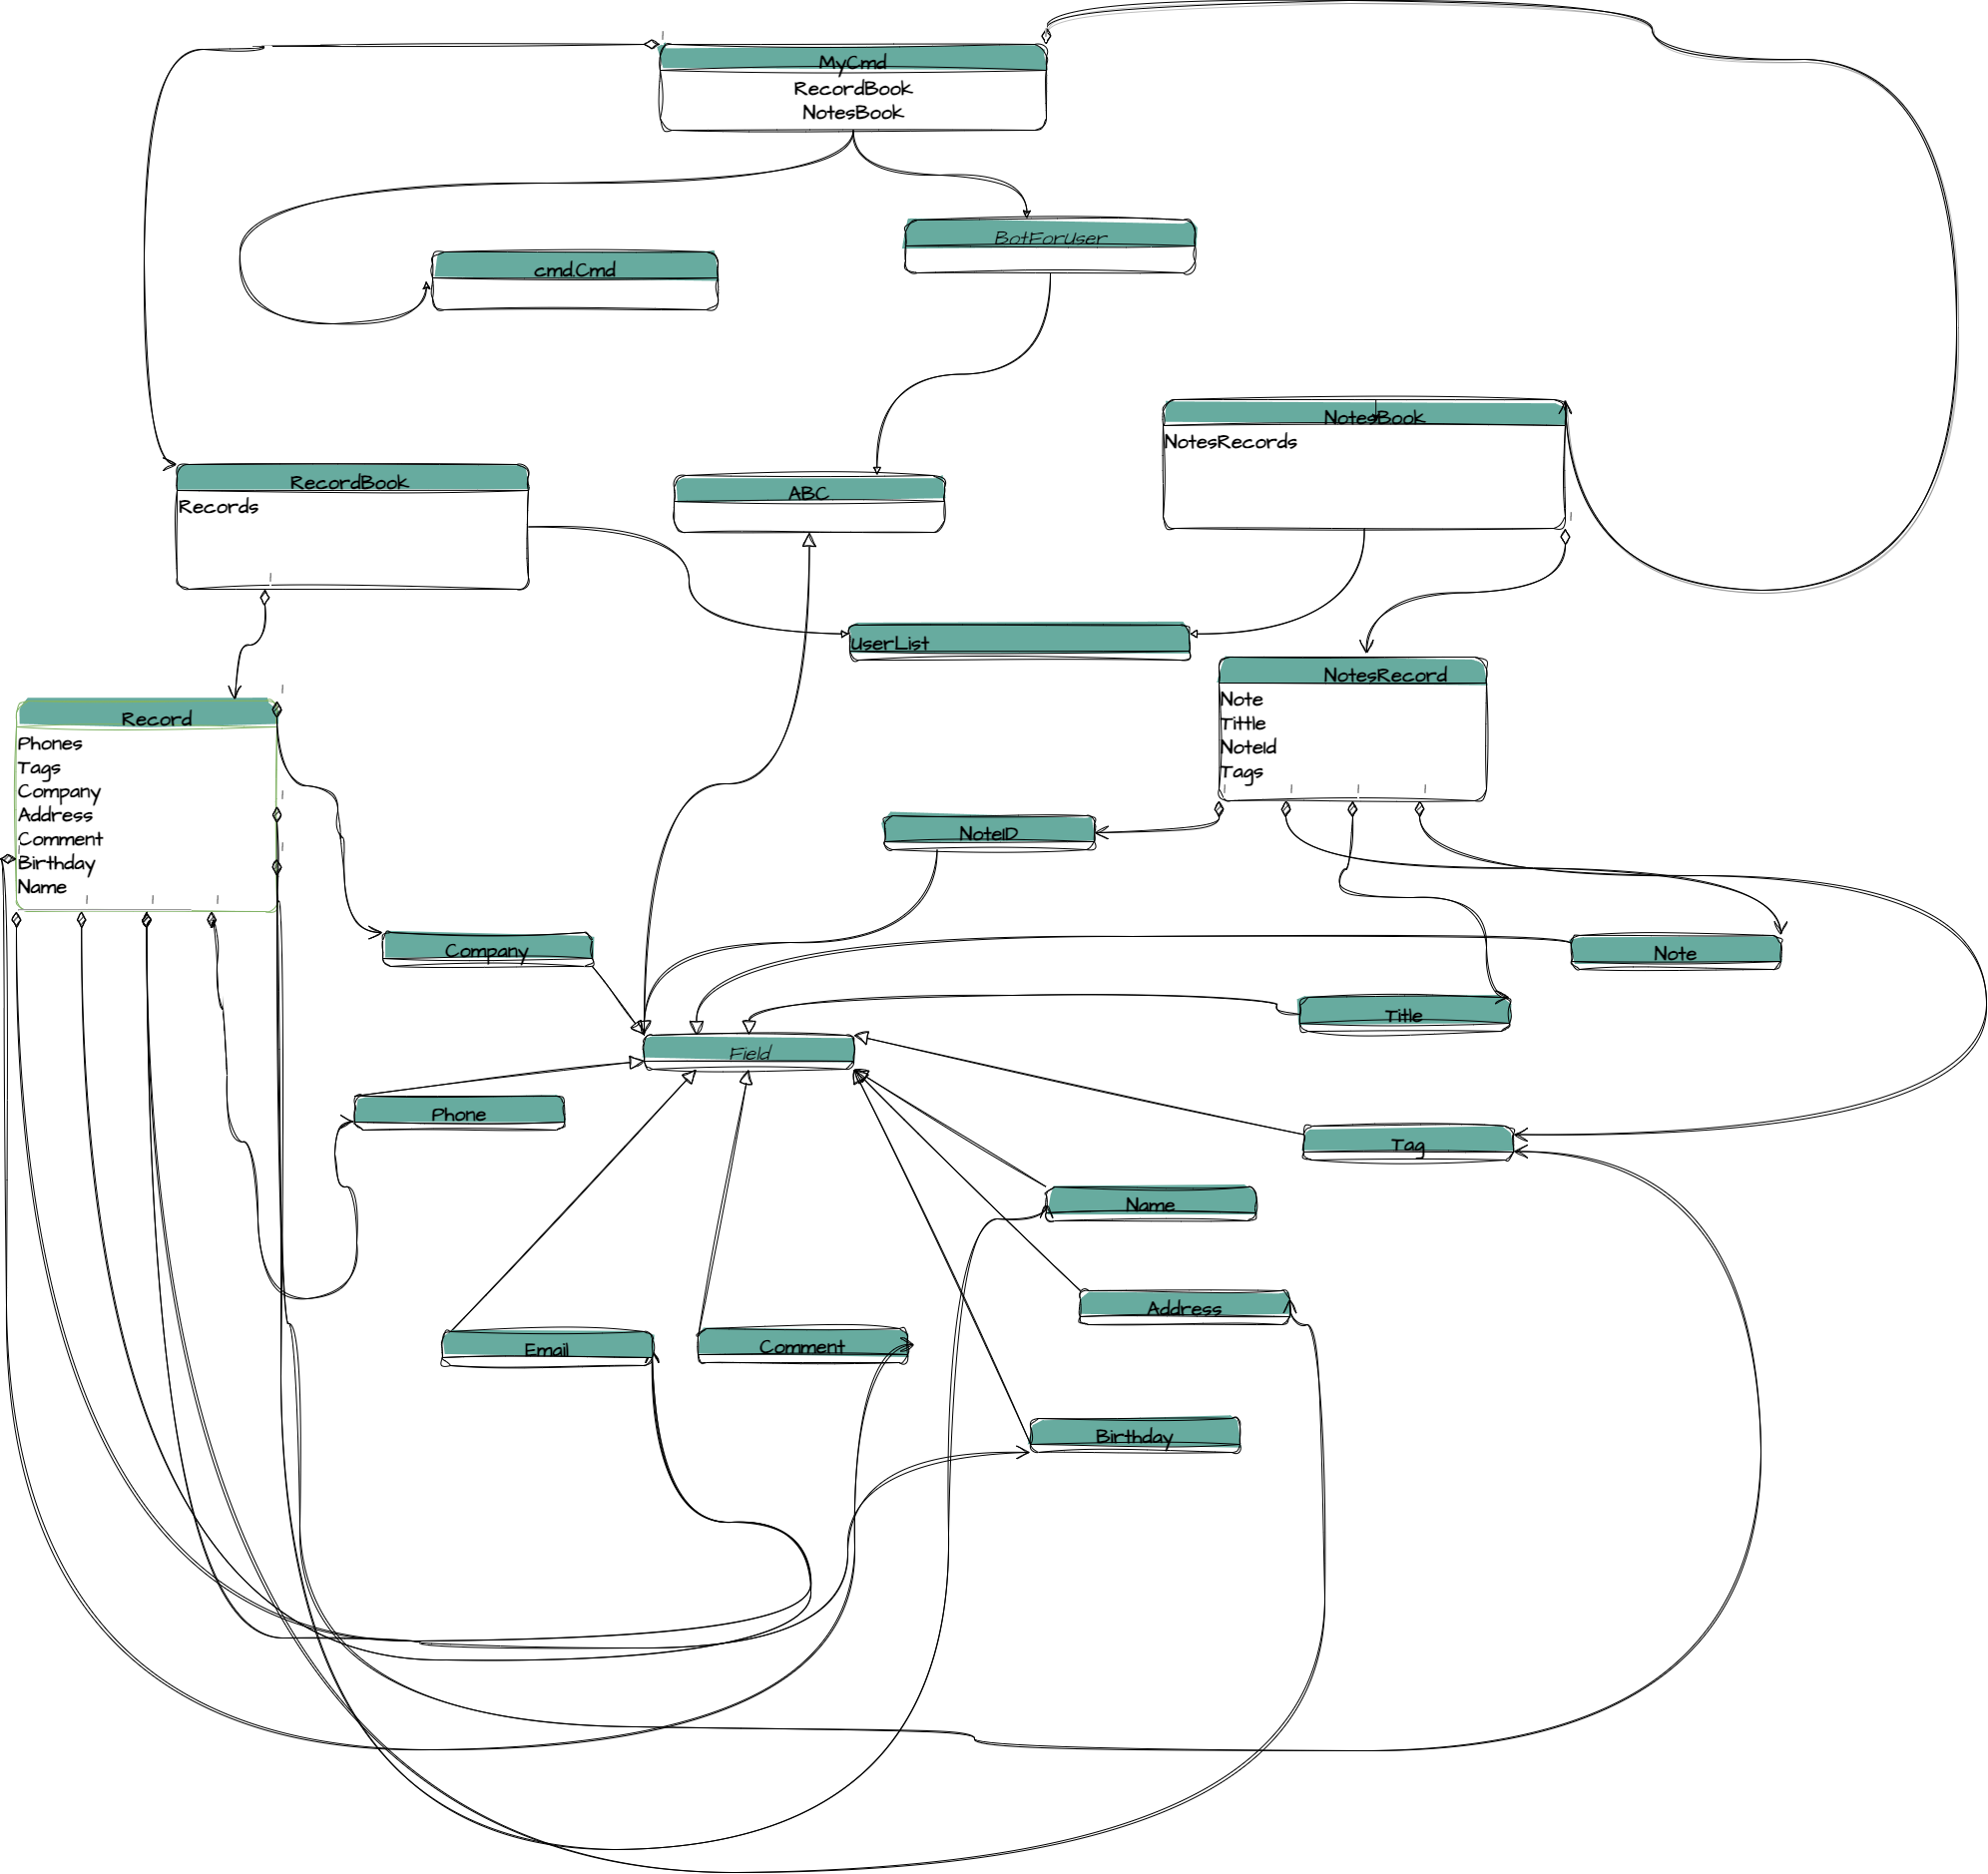 MyCmd
RecordBook
NotesBook
BotForUser
cmd.Cmd
NotesBook
NotesRecords
RecordBook
Records
ABC
UserList
NotesRecord
Note
Tittle
NoteId
Tags
Record
Phones
Tags
Company
Address
Comment
Birthday
Name
NoteID
Company
Note
Title
Field
Phone
Tag
Name
Address
Email
Comment
Birthday